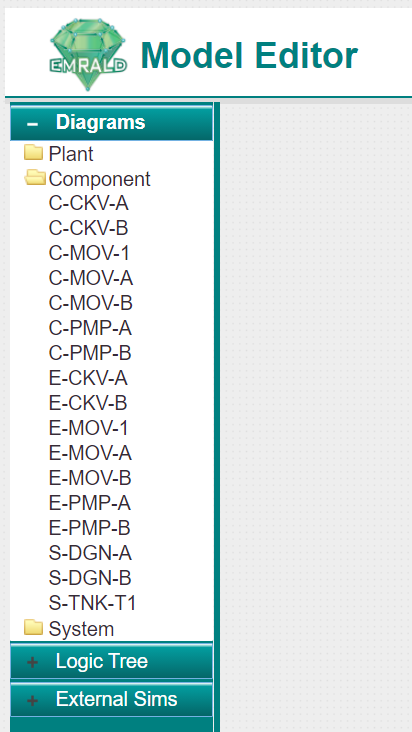 EMRALD
Model Editor
– Diagrams
Plant
Component
C-CKV-A
C-CKV-B
C-MOV-1
C-MOV-A
C-MOV-B
C-PMP-A
C-PMP-B
E-CKV-A
E-CKV-B
E-MOV-1
E-MOV-A
E-MOV-B
E-PMP-A
E-PMP-B
S-DGN-A
S-DGN-B
S-TNK-T1
System
+ Logic Tree
+ External Sims